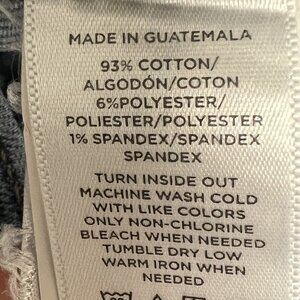 MADE IN GUATEMALA
93% COTTON/
ALGODÓN/COTON
6%POLYESTER/
POLIESTER/POLYESTER
1% SPANDEX/SPANDEX
SPANDEX
TURN INSIDE OUT
MACHINE WASH COLD
WITH LIKE COLORS
ONLY NON-CHLORINE
BLEACH WHEN NEEDED
TUMBLE DRY LOW
WARM IRON WHEN
NEEDED